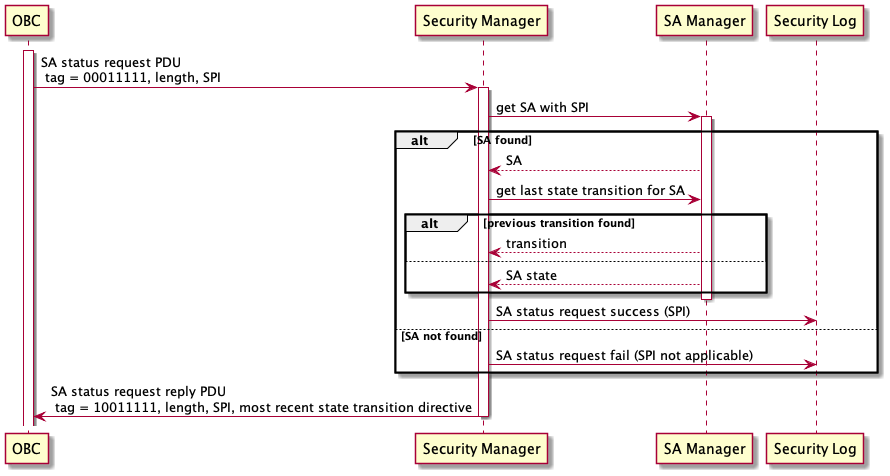 OBC
Security Manager
SA Manager
Security Log
SA status request PDU
tag = 00011111, length, SPI
get SA with SPI
alt
[SA found]
SA
get last state transition for SA
alt
[previous transition found]
transition
SA state
SA status request success (SPI)
[SA not found]
SA status request fail (SPI not applicable)
SA status request reply PDU
tag = 10011111, length, SPI, most recent state transition directive
OBC
Security Manager
SA Manager
Security Log